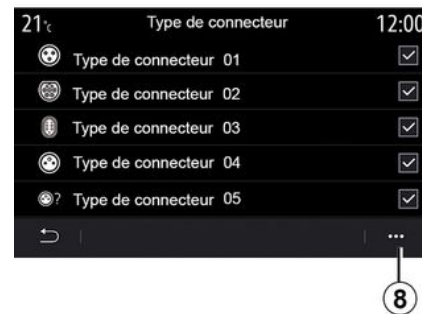 21°c Type de connecteur 12:00
Type de connecteur 01
Type de connecteur 02
Type de connecteur 03
Type de connecteur 04
? Type de connecteur 05
8